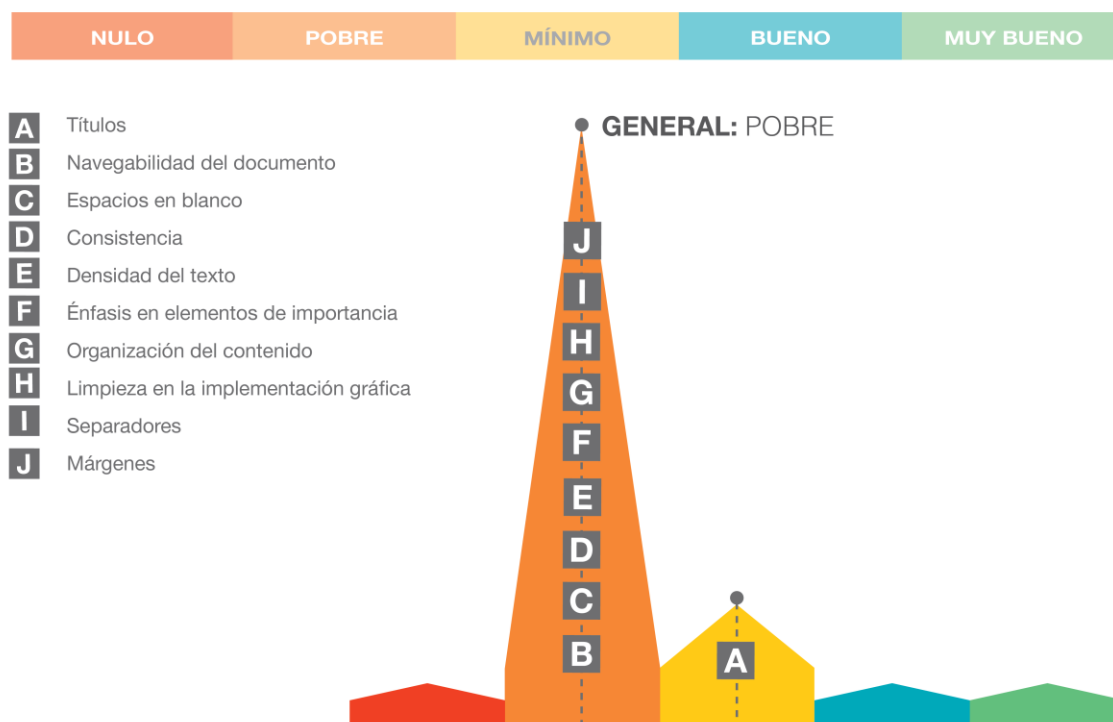 NULO POBRE MÍNIMO BUENO MUY BUENO
A Títulos
B Navegabilidad del documento
C Espacios en blanco
D Consistencia
E Densidad del texto
F Énfasis en elementos de importancia
G Organización del contenido
H Limpieza en la implementación gráfica
I Separadores
J Márgenes
GENERAL: POBRE
J
I
H
G
F
E
D
C
B
A